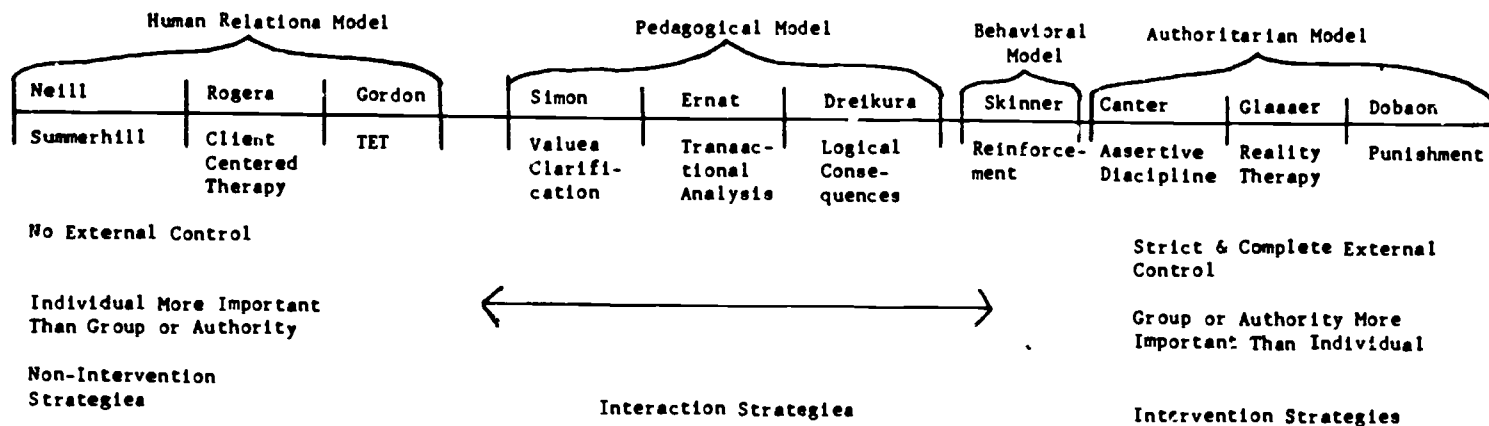 Human Relationa Model
Pedagogical Model
Behavioral
Model
Authoritarian Model
Neill
Rogera
Gordon
Simon
Ernat
Dreikura
Skinner
Canter
Glaaaer
Dobaon
Summerhill
Client
Centered
Therapy
TET
Valuea
Clarifi-
cation
Tranaac-
tional
Analysis
Logical
Conse-
quences
Reinforce-
ment
Aasertive
Diacipline
Reality
Therapy
Punishment
No External Control
Strict & Complete External
Control
Individual More Important
Than Group or Authority
Group or Authority More
Important Than Individual
Non-Intervention
Strategiea
Interaction Strategiea
Intervention Strategies